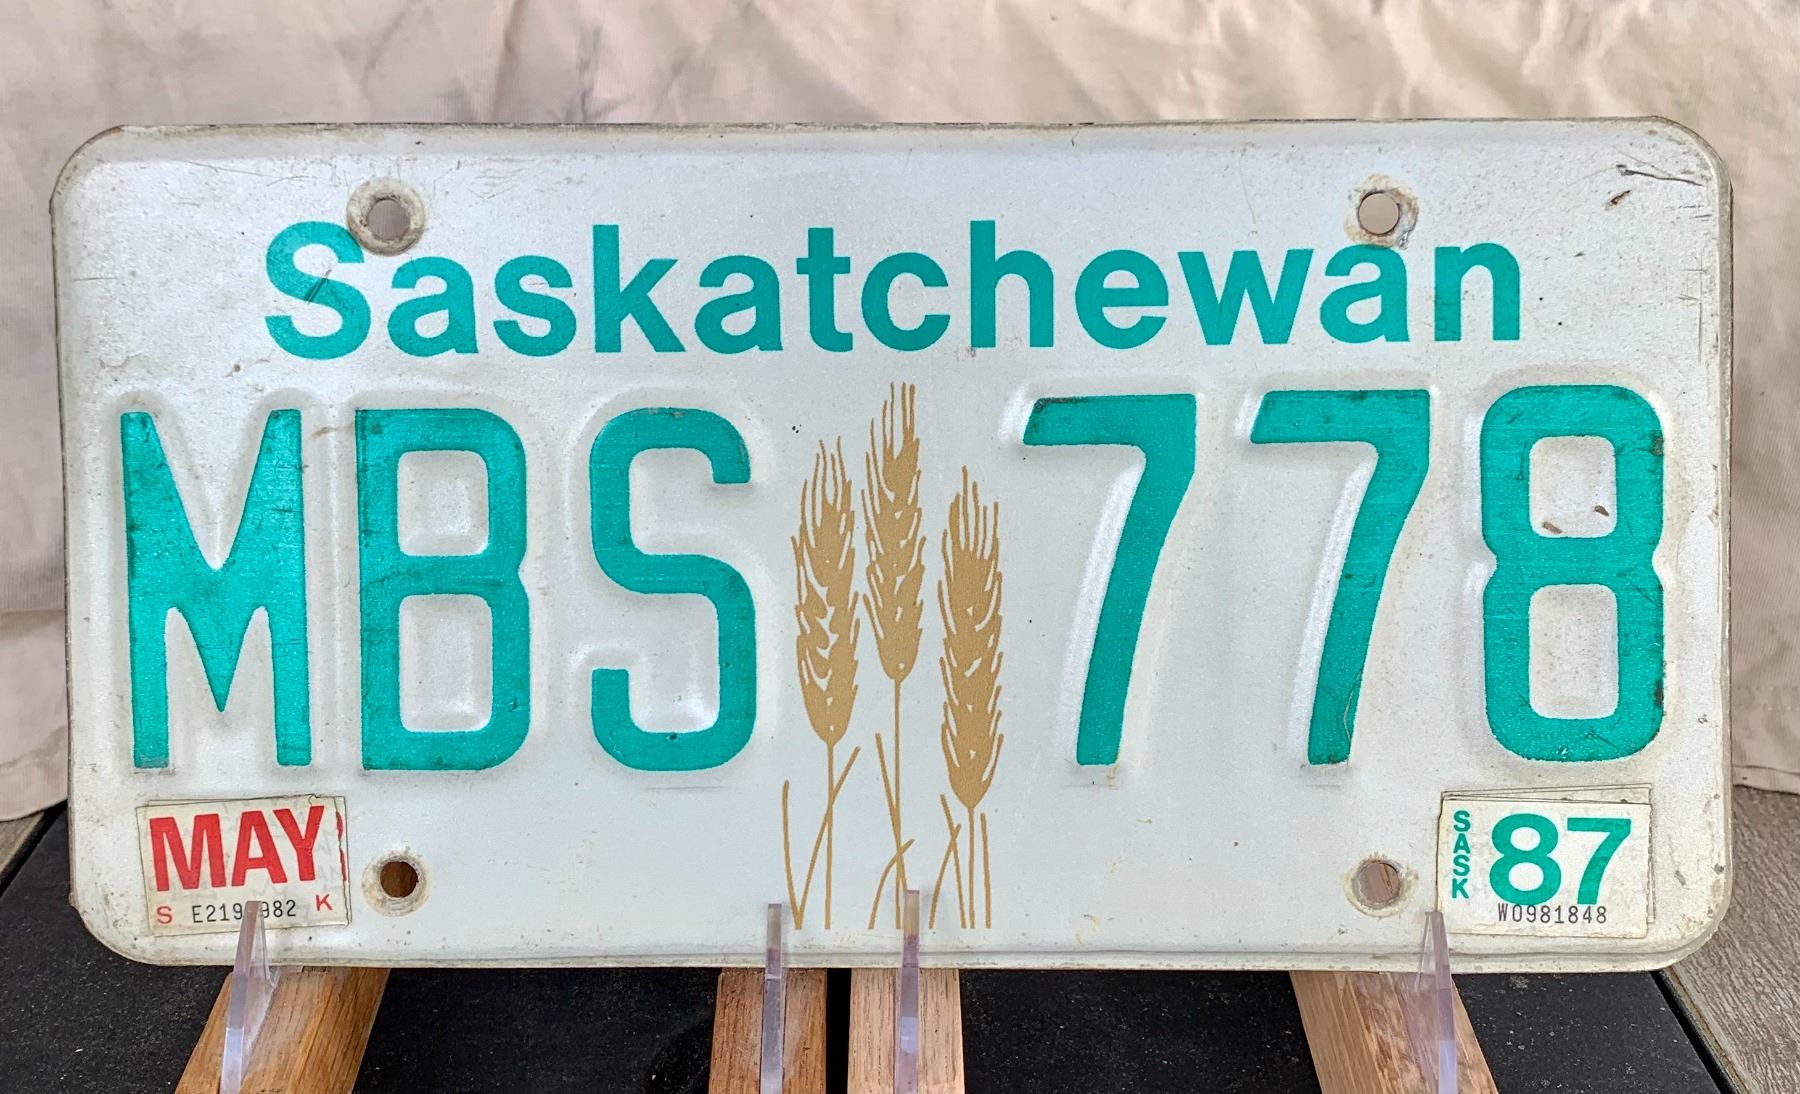 Saskatchewan
MBS 778
MAY
S K
SASK
87
W0981848